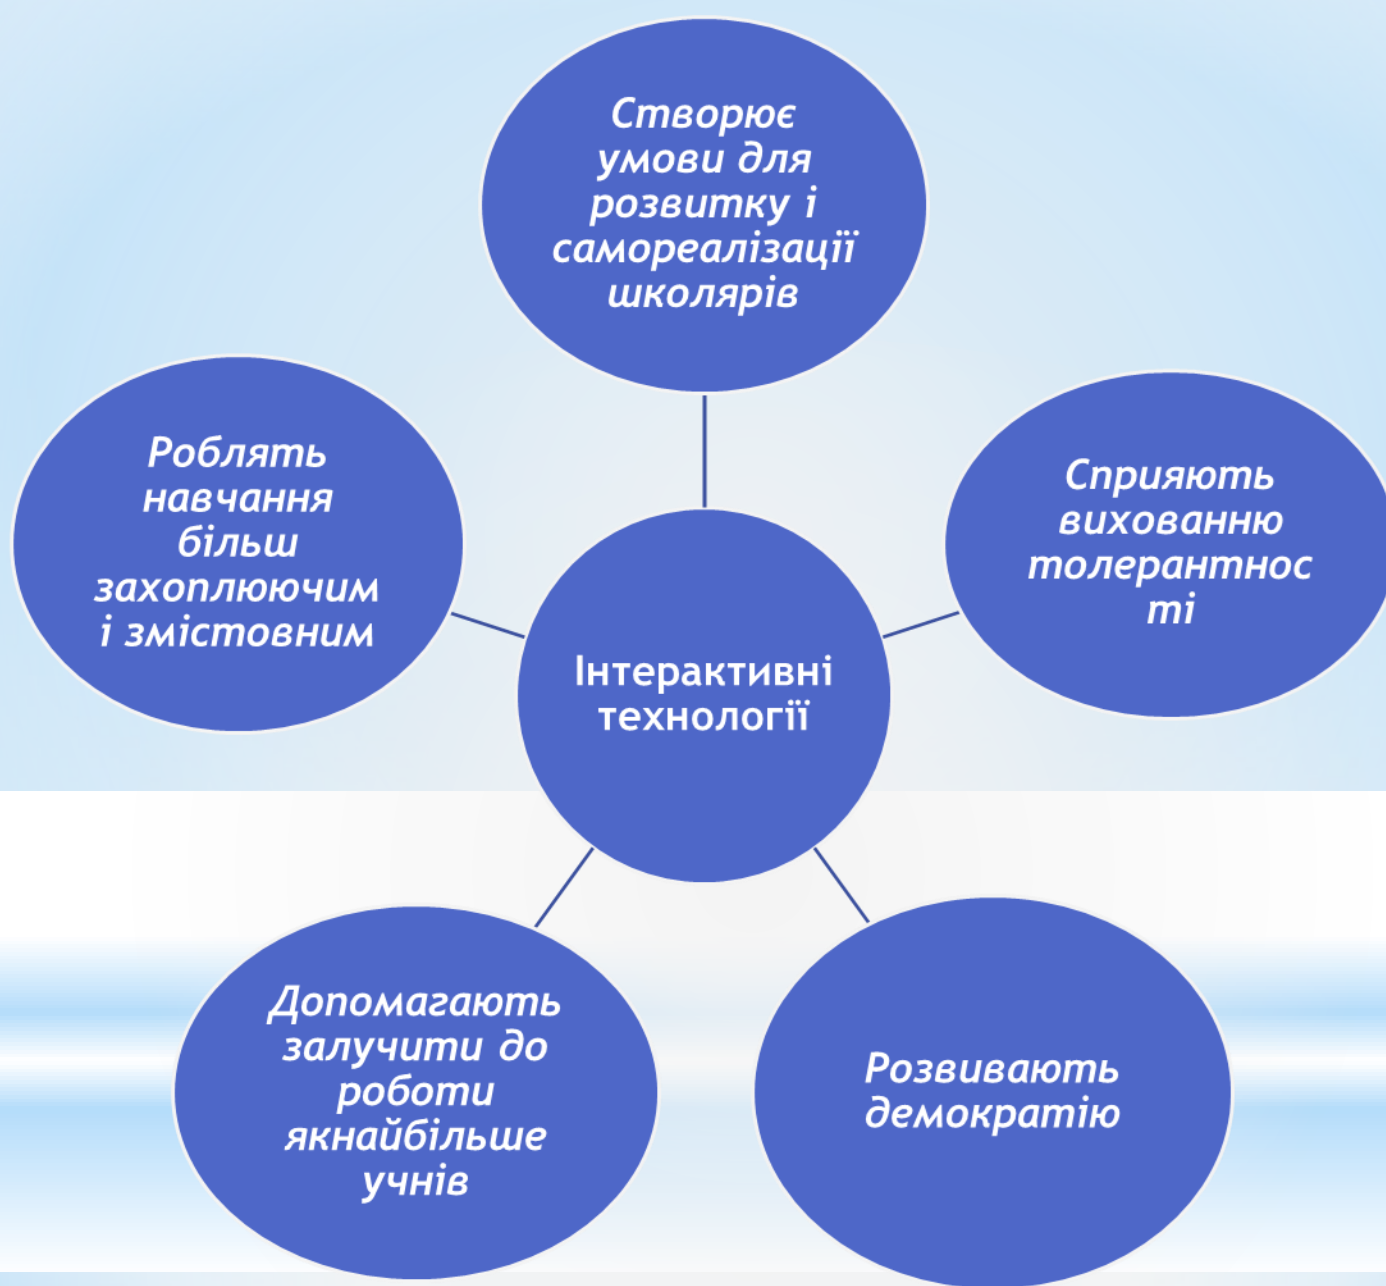 Створює
умови для
розвитку і
самореалізації
школярів
Роблять
навчання
більш
захоплюючим
і змістовним
Сприяють
вихованню
толерантнос
ті
Інтерактивні
технології
Допомагають
залучити до
роботи
якнайбільше
учнів
Розвивають
демократію